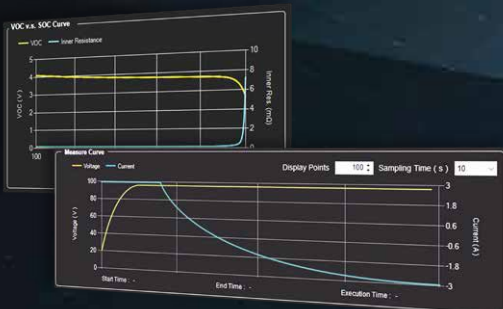 VOC v.s. SOC Curve
VOC Inner Resistance
5
4
3
2
1
0
VOC ( V )
100
10
8
6
4
2
0
Inner Res. (mΩ)
Measure Curve
Voltage Current
Display Points 100 Sampling Time ( s ) 10
100
80
60
40
20
0
Voltage ( V )
3
1.8
0.6
-0.6
-1.8
-3
Current ( A )
Start Time : -
End Time : -
Execution Time : -